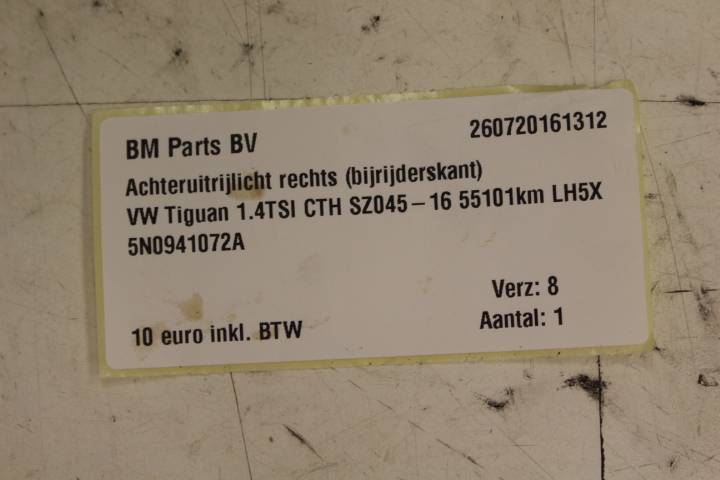 BM Parts BV 260720161312
Achteruitrijlicht rechts (bijrijderskant)
VW Tiguan 1.4TSI CTH SZ045-16 55101km LH5X
5N0941072A
Verz: 8
10 euro inkl. BTW Aantal: 1